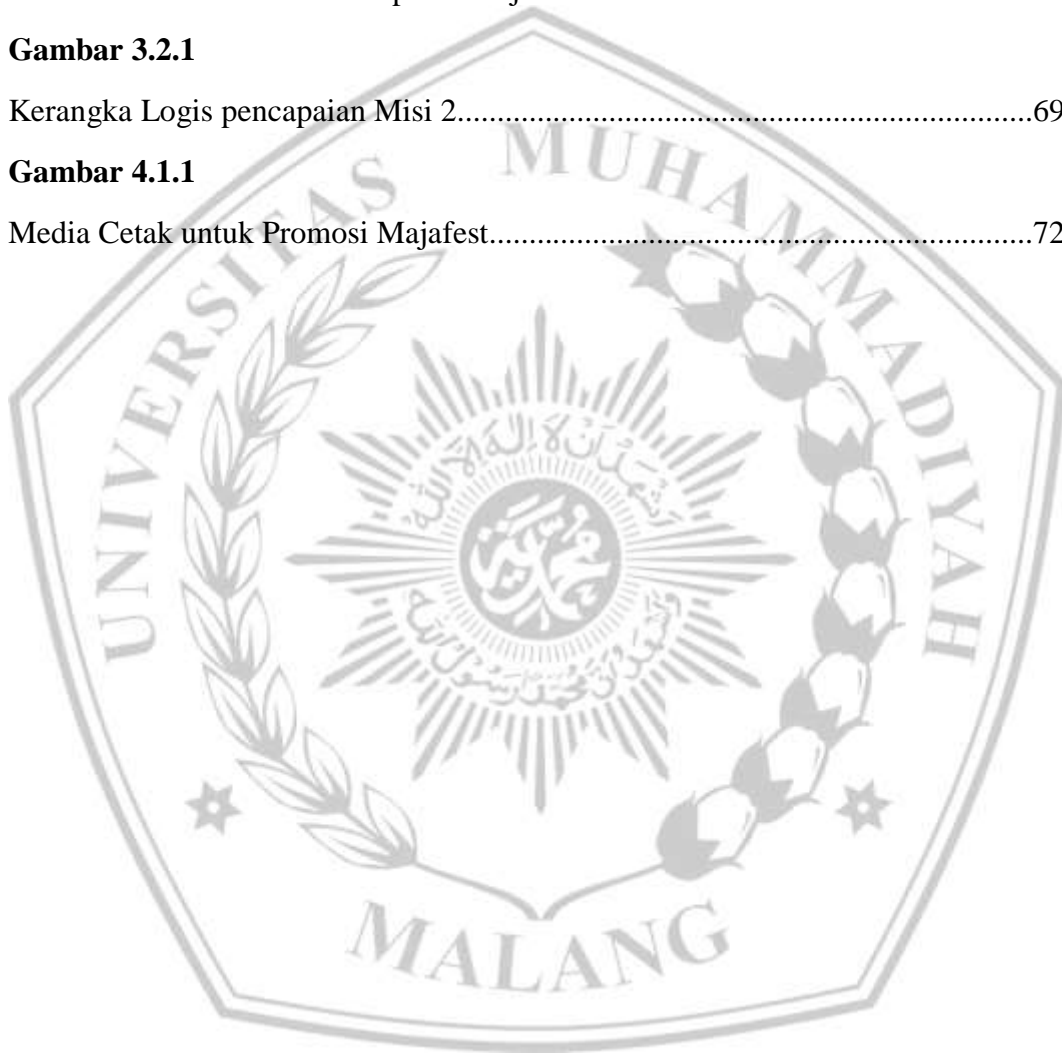 Gambar 3.2.1
Kerangka Logis pencapaian Misi 2....................................................................................69
Gambar 4.1.1
Media Cetak untuk Promosi Majafest...............................................................................72
UNIVERSITAS MUHAMMADIYAH
MALANG